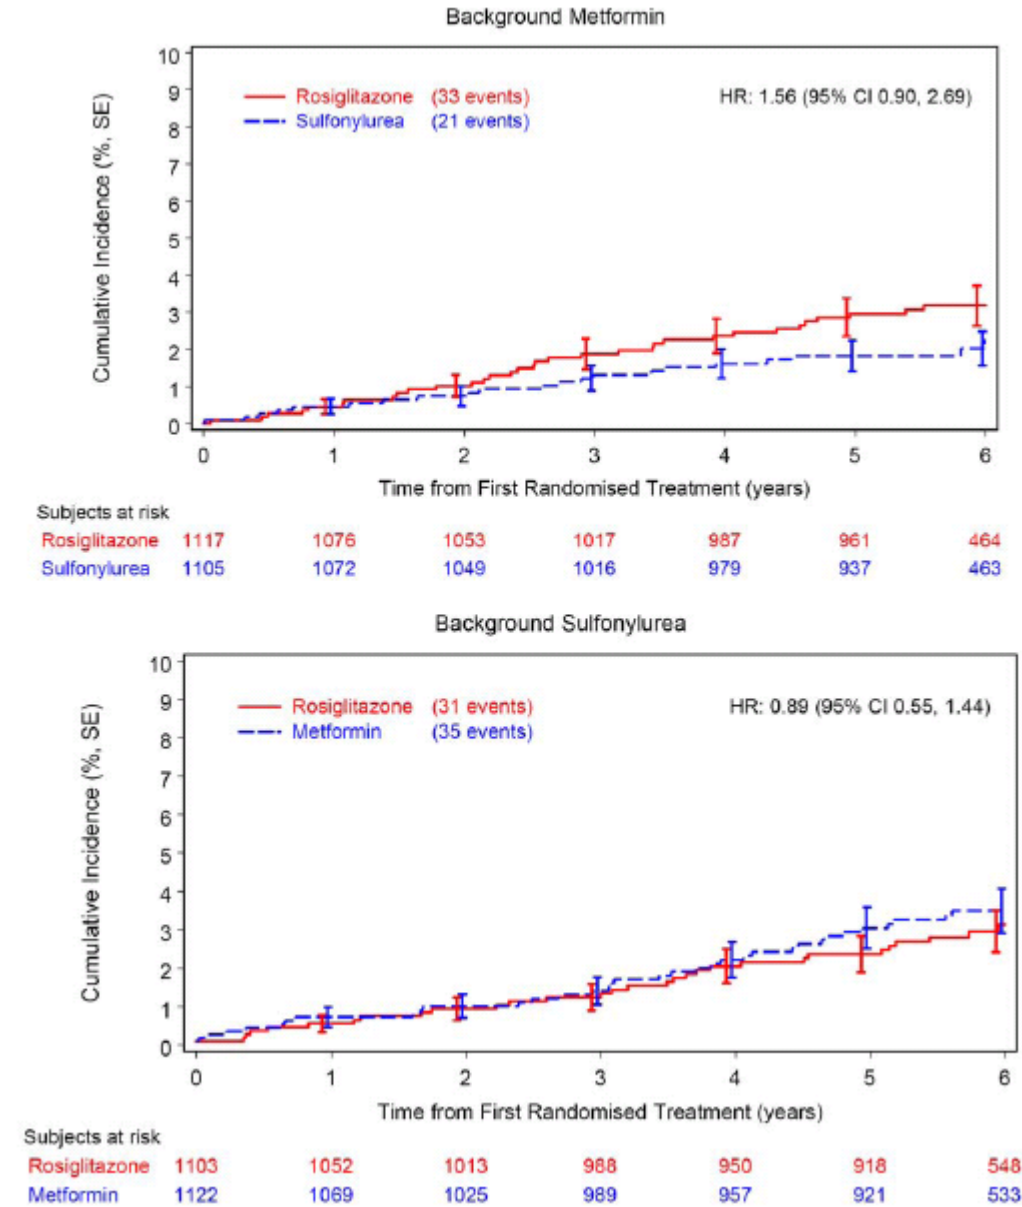 Background Metformin
10
9
8
7
6
5
4
3
2
1
0
Cumulative Incidence (%, SE)
Rosiglitazone (33 events)
Sulfonylurea (21 events)
HR: 1.56 (95% CI 0.90, 2.69)
0 1 2 3 4 5 6
Time from First Randomised Treatment (years)
Subjects at risk
Rosiglitazone 1117 1076 1053 1017 987 961 464
Sulfonylurea 1105 1072 1049 1016 979 937 463
Background Sulfonylurea
10
9
8
7
6
5
4
3
2
1
0
Cumulative Incidence (%, SE)
Rosiglitazone (31 events)
Metformin (35 events)
HR: 0.89 (95% CI 0.55, 1.44)
0 1 2 3 4 5 6
Time from First Randomised Treatment (years)
Subjects at risk
Rosiglitazone 1103 1052 1013 988 950 918 548
Metformin 1122 1069 1025 989 957 921 533